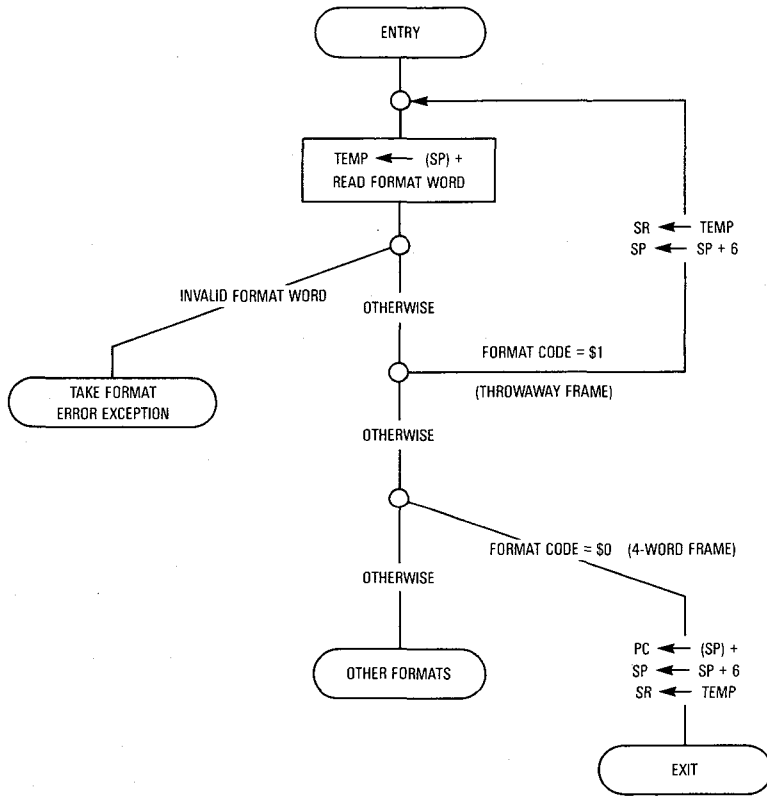 ENTRY
TEMP ← (SP) +
READ FORMAT WORD
SR ← TEMP
SP ← SP + 6
INVALID FORMAT WORD
OTHERWISE
FORMAT CODE = $1
(THROWAWAY FRAME)
TAKE FORMAT
ERROR EXCEPTION
OTHERWISE
FORMAT CODE = $0 (4-WORD FRAME)
OTHERWISE
PC ← (SP) +
SP ← SP + 6
SR ← TEMP
OTHER FORMATS
EXIT